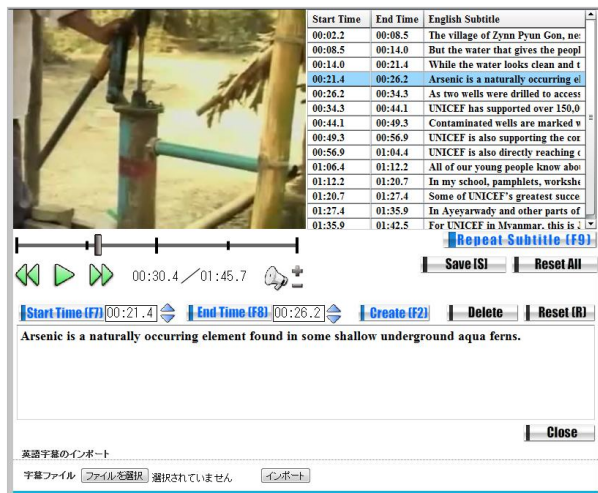 Start Time End Time English Subtitle
00:02.2 00:08.5 The village of Zynn Pyun Gon, ne
00:08.5 00:14.0 But the water that gives the peopl
00:14.0 00:21.4 While the water looks clean and t
00:21.4 00:26.2 Arsenic is a naturally occurring el
00:26.2 00:34.3 As two wells were drilled to access
00:34.3 00:44.1 UNICEF has supported over 150,0
00:44.1 00:49.3 Contaminated wells are marked w
00:49.3 00:56.9 UNICEF is also supporting the cor
00:56.9 01:04.4 UNICEF is also directly reaching c
01:06.4 01:12.2 All of our young people know abou
01:12.2 01:20.7 In my school, pamphlets, workshe
01:20.7 01:27.4 Some of UNICEF's greatest succe
01:27.4 01:35.9 In Ayeyarwady and other parts of
01:35.9 01:42.5 For UNICEF in Myanmar, this is
Repeat Subtitle (F9)
00:30.4/01:45.7
Save (S) Reset All
Start Time (F7) 00:21.4 End Time (F8) 00:26.2 Create (F2) Delete Reset (R)
Arsenic is a naturally occurring element found in some shallow underground aqua ferns.
Close
英語字幕のインポート
字幕ファイル ファイルを選択 選択されていません インポート